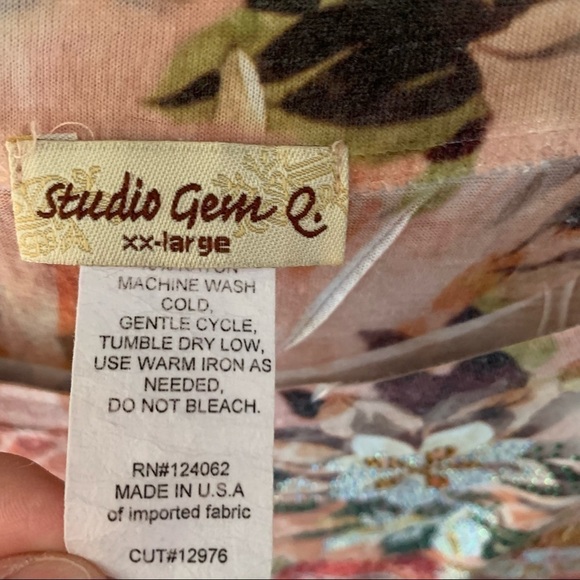 Studio Gem Q.
xx-large
MACHINE WASH
COLD,
GENTLE CYCLE,
TUMBLE DRY LOW,
USE WARM IRON AS
NEEDED,
DO NOT BLEACH.
RN#124062
MADE IN U.S.A
of imported fabric
CUT#12976